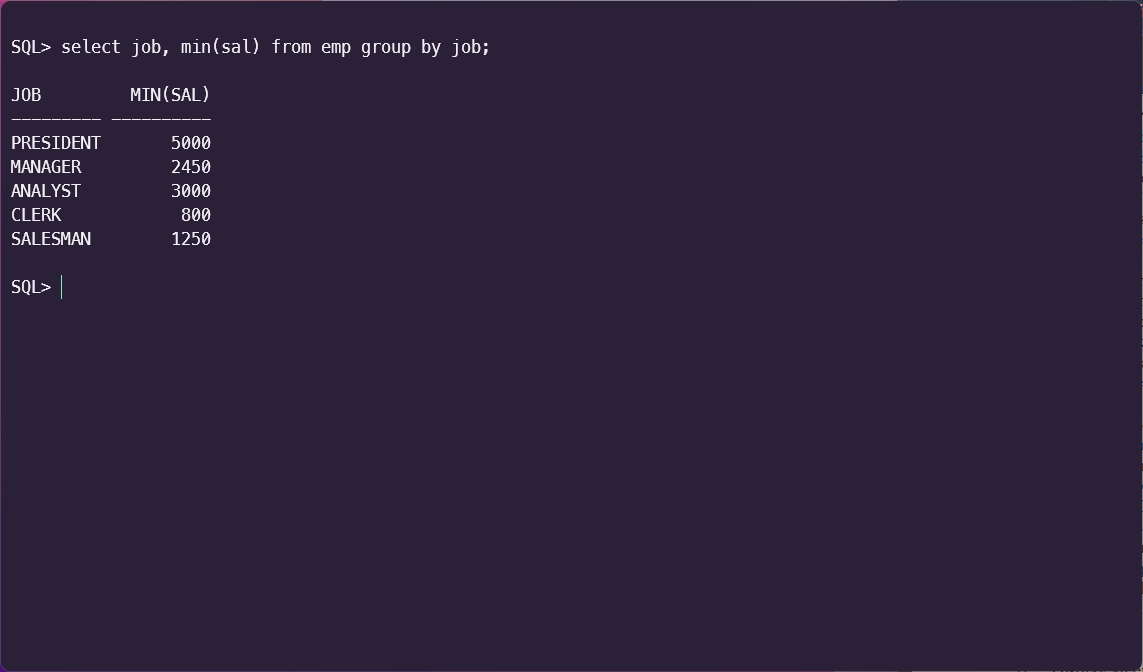 SQL> select job, min(sal) from emp group by job;
JOB         MIN(SAL)
--------- ----------
PRESIDENT       5000
MANAGER         2450
ANALYST         3000
CLERK            800
SALESMAN        1250
SQL>